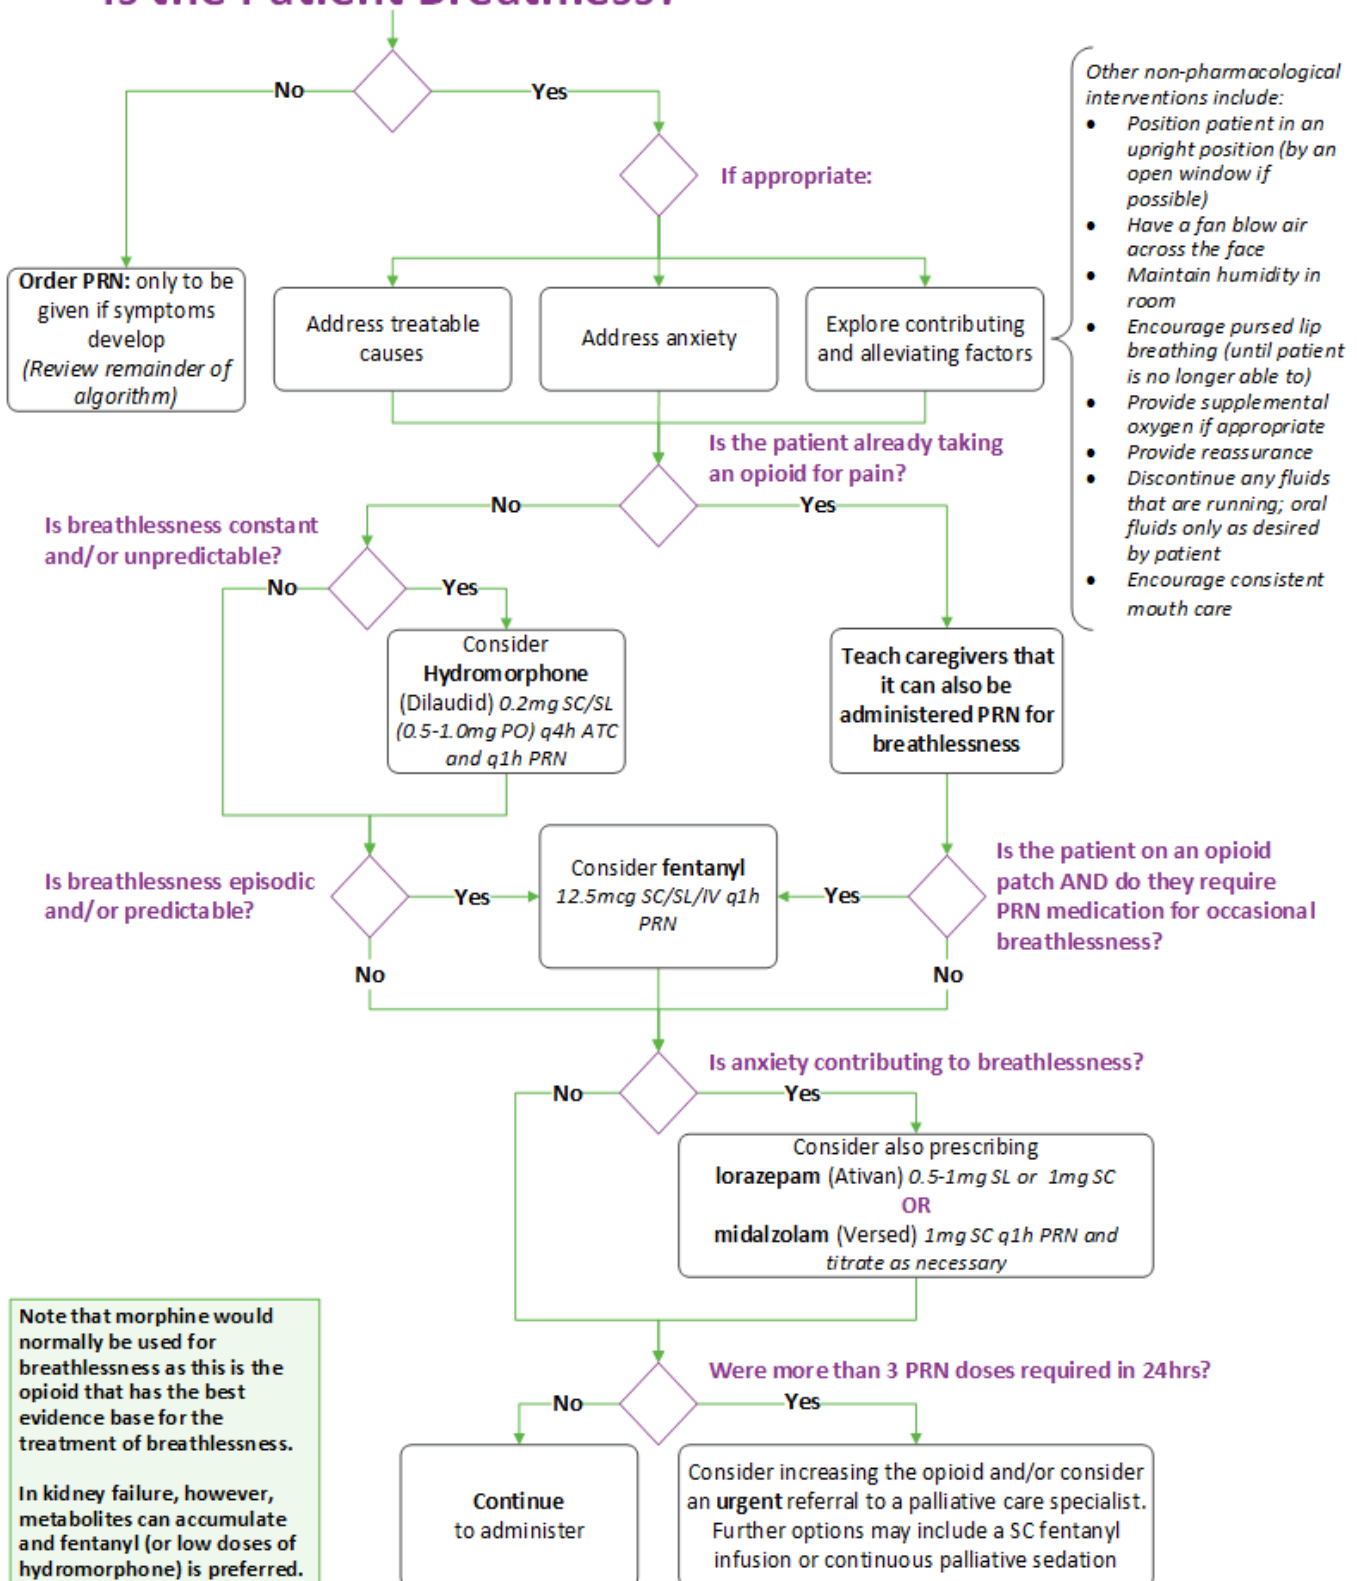 Is the Patient Breathless?
No
Yes
If appropriate:
Other non-pharmacological
interventions include:
● Position patient in an
upright position (by an
open window if
possible)
● Have a fan blow air
across the face
● Maintain humidity in
room
● Encourage pursed lip
breathing (until patient
is no longer able to)
● Provide supplemental
oxygen if appropriate
● Provide reassurance
● Discontinue any fluids
that are running; oral
fluids only as desired
by patient
● Encourage consistent
mouth care
Order PRN: only to be
given if symptoms
develop
(Review remainder of
algorithm)
Address treatable
causes
Address anxiety
Explore contributing
and alleviating factors
Is the patient already taking
an opioid for pain?
No
Yes
Is breathlessness constant
and/or unpredictable?
No
Yes
Consider
Hydromorphone
(Dilaudid) 0.2mg SC/SL
(0.5-1.0mg PO) q4h ATC
and q1h PRN
Teach caregivers that
it can also be
administered PRN for
breathlessness
Is breathlessness episodic
and/or predictable?
Yes
No
Consider fentanyl
12.5mcg SC/SL/IV q1h
PRN
Yes
No
Is the patient on an opioid
patch AND do they require
PRN medication for occasional
breathlessness?
Is anxiety contributing to breathlessness?
No
Yes
Consider also prescribing
lorazepam (Ativan) 0.5-1mg SL or 1mg SC
OR
midalzolam (Versed) 1mg SC q1h PRN and
titrate as necessary
Note that morphine would
normally be used for
breathlessness as this is the
opioid that has the best
evidence base for the
treatment of breathlessness.
In kidney failure, however,
metabolites can accumulate
and fentanyl (or low doses of
hydromorphone) is preferred.
Were more than 3 PRN doses required in 24hrs?
No
Yes
Continue
to administer
Consider increasing the opioid and/or consider
an urgent referral to a palliative care specialist.
Further options may include a SC fentanyl
infusion or continuous palliative sedation